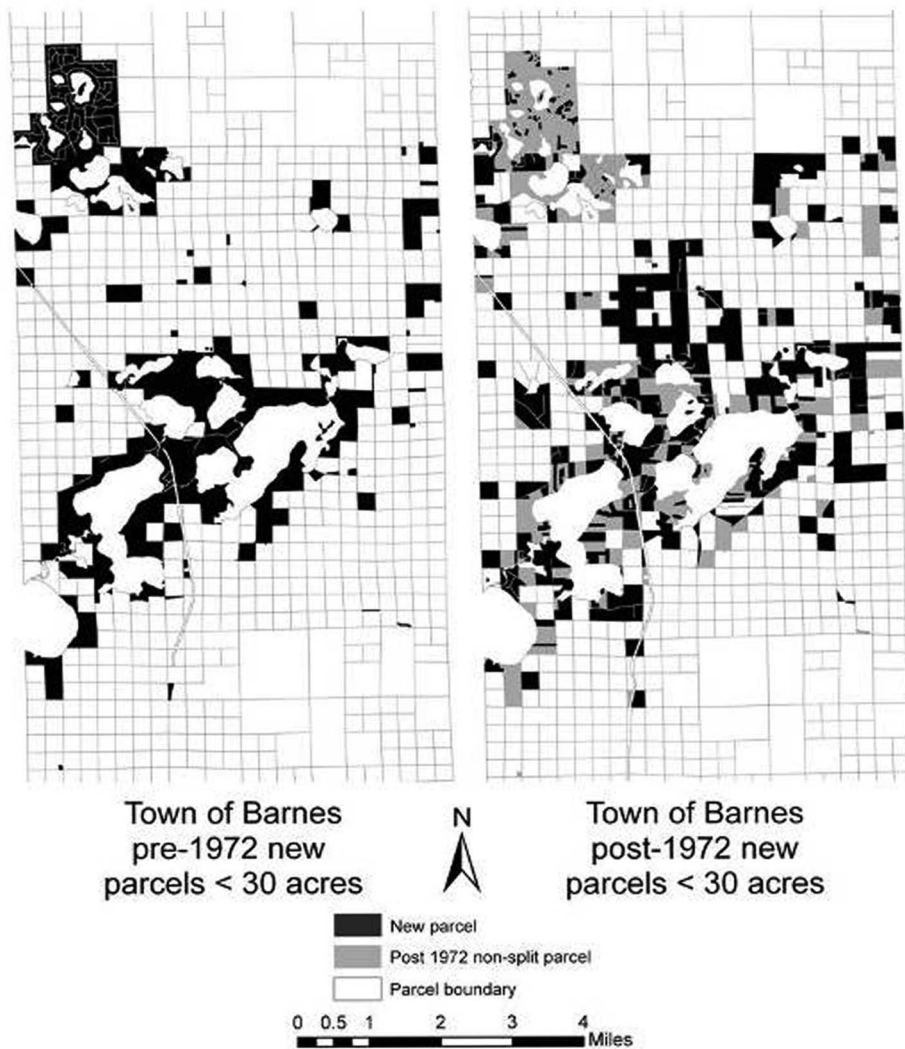 Town of Barnes
pre-1972 new
parcels < 30 acres
N
Town of Barnes
post-1972 new
parcels < 30 acres
New parcel
Post 1972 non-split parcel
Parcel boundary
0 0.5 1 2 3 4
Miles